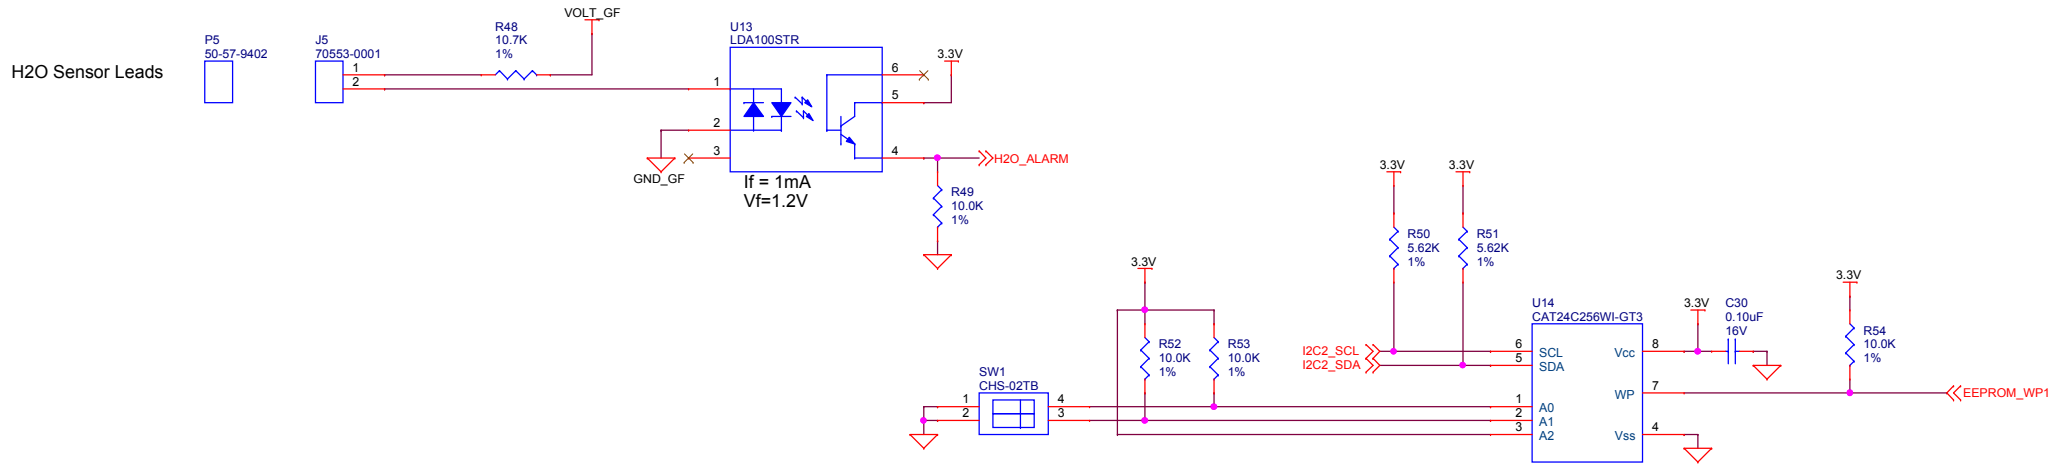 H2O Sensor Leads
P5
50-57-9402
J5
70553-0001
1
2
R48
10.7K
1%
VOLT_GF
U13
LDA100STR
1
2
3
6
5
4
3.3V
GND_GF
If = 1mA
Vf=1.2V
H2O_ALARM
R49
10.0K
1%
3.3V
3.3V
R50
5.62K
1%
R51
5.62K
1%
3.3V
R52
10.0K
1%
R53
10.0K
1%
SW1
CHS-02TB
1
2
4
3
I2C2_SCL
I2C2_SDA
U14
CAT24C256WI-GT3
6
5
1
2
3
SCL
SDA
A0
A1
A2
Vcc
WP
Vss
8
7
4
3.3V
C30
0.10uF
16V
3.3V
R54
10.0K
1%
EEPROM_WP1